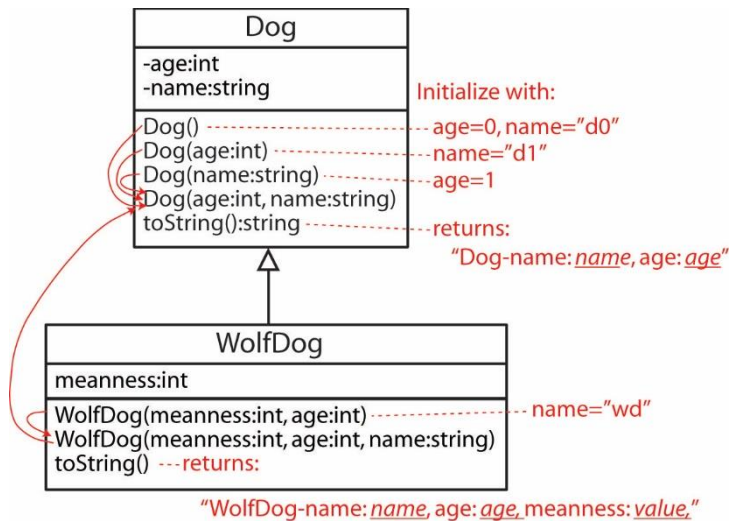 Dog
-age:int
-name:string
Initialize with:
Dog() age=0, name="d0"
Dog(age:int) name="d1"
Dog(name:string) age=1
Dog(age:int, name:string)
toString():string returns:
"Dog-name: name, age: age"
WolfDog
meanness:int
WolfDog(meanness:int, age:int) name="wd"
WolfDog(meanness:int, age:int, name:string)
toString() returns:
"WolfDog-name: name, age: age, meanness: value,"